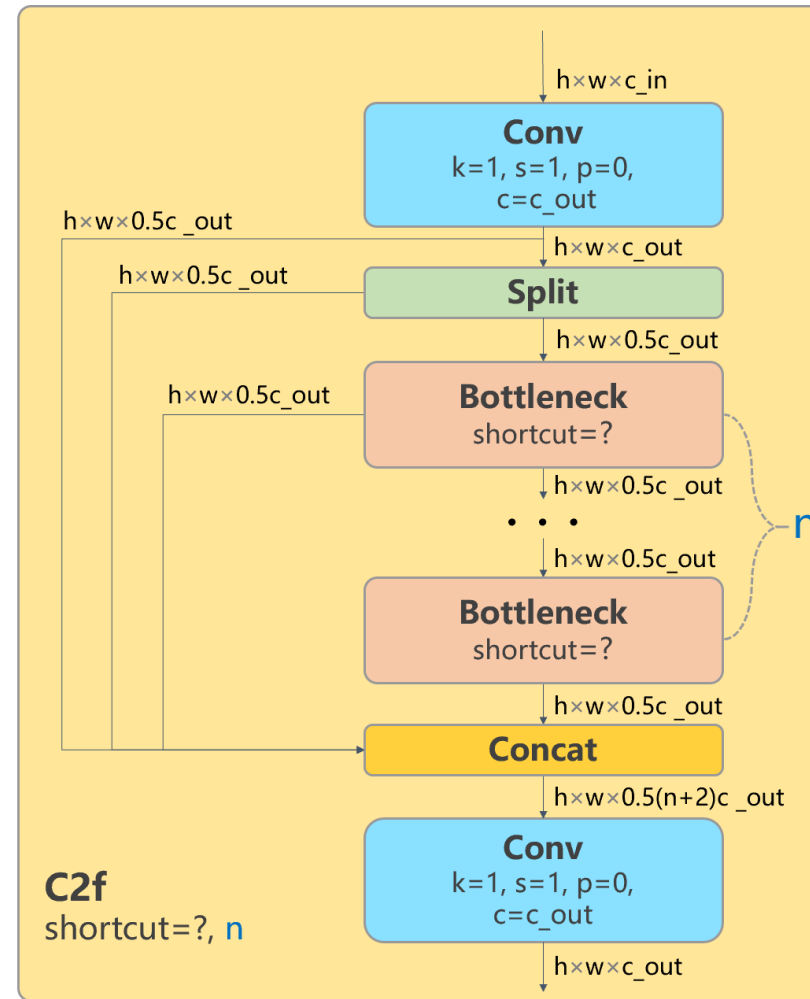 h×w×c_in
Conv
k=1, s=1, p=0,
c=c_out
h×w×0.5c _out
h×w×c_out
h×w×0.5c _out
Split
h×w×0.5c_out
h×w×0.5c_out
Bottleneck
shortcut=?
h×w×0.5c _out
• • •
n
h×w×0.5c_out
Bottleneck
shortcut=?
h×w×0.5c _out
Concat
h×w×0.5(n+2)c _out
Conv
k=1, s=1, p=0,
c=c_out
C2f
shortcut=?, n
h×w×c_out